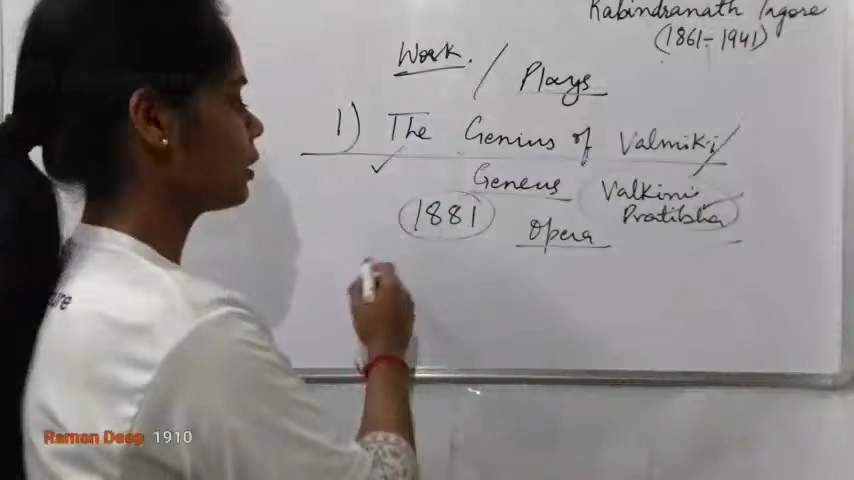 Rabindranath Tagore
(1861-1941)
Work. / Plays
1) The Genius of Valmiki
Geneus Valkini
Pratibha
1881 opera
ure
Ramon Deep 1910